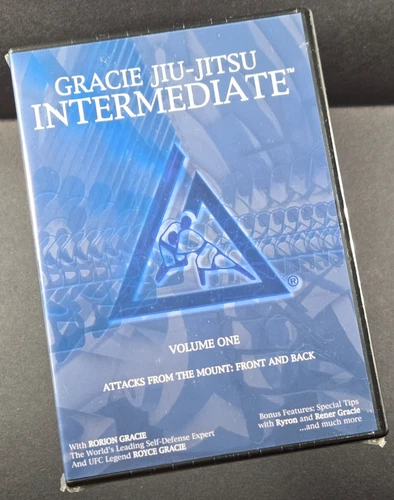 GRACIE JIU-JITSU
INTERMEDIATE™
®
VOLUME ONE
ATTACKS FROM THE MOUNT: FRONT AND BACK
With RORION GRACIE
The World's Leading Self-Defense Expert
And UFC Legend ROYCE GRACIE
Bonus Features: Special Tips
with Ryron and Rener Gracie
...and much more